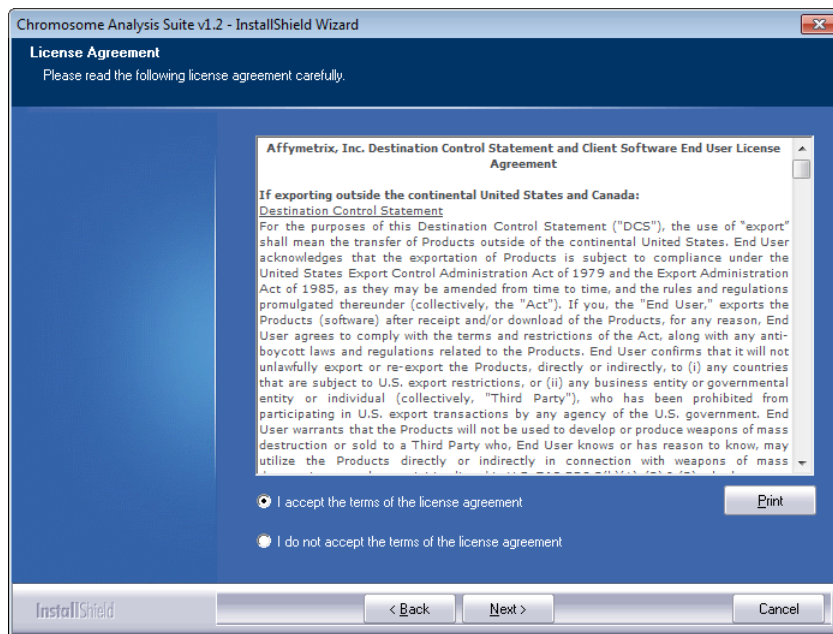 Chromosome Analysis Suite v1.2 - InstallShield Wizard
License Agreement
Please read the following license agreement carefully.
Affymetrix, Inc. Destination Control Statement and Client Software End User License
Agreement
If exporting outside the continental United States and Canada:
Destination Control Statement
For the purposes of this Destination Control Statement ("DCS"), the use of "export"
shall mean the transfer of Products outside of the continental United States. End User
acknowledges that the exportation of Products is subject to compliance under the
United States Export Control Administration Act of 1979 and the Export Administration
Act of 1985, as they may be amended from time to time, and the rules and regulations
promulgated thereunder (collectively, the "Act"). If you, the "End User," exports the
Products (software) after receipt and/or download of the Products, for any reason, End
User agrees to comply with the terms and restrictions of the Act, along with any anti-
boycott laws and regulations related to the Products. End User confirms that it will not
unlawfully export or re-export the Products, directly or indirectly, to (i) any countries
that are subject to U.S. export restrictions, or (ii) any business entity or governmental
entity or individual (collectively, "Third Party"), who has been prohibited from
participating in U.S. export transactions by any agency of the U.S. government. End
User warrants that the Products will not be used to develop or produce weapons of mass
destruction or sold to a Third Party who, End User knows or has reason to know, may
utilize the Products directly or indirectly in connection with weapons of mass
I accept the terms of the license agreement
Print
I do not accept the terms of the license agreement
InstallShield
< Back
Next >
Cancel